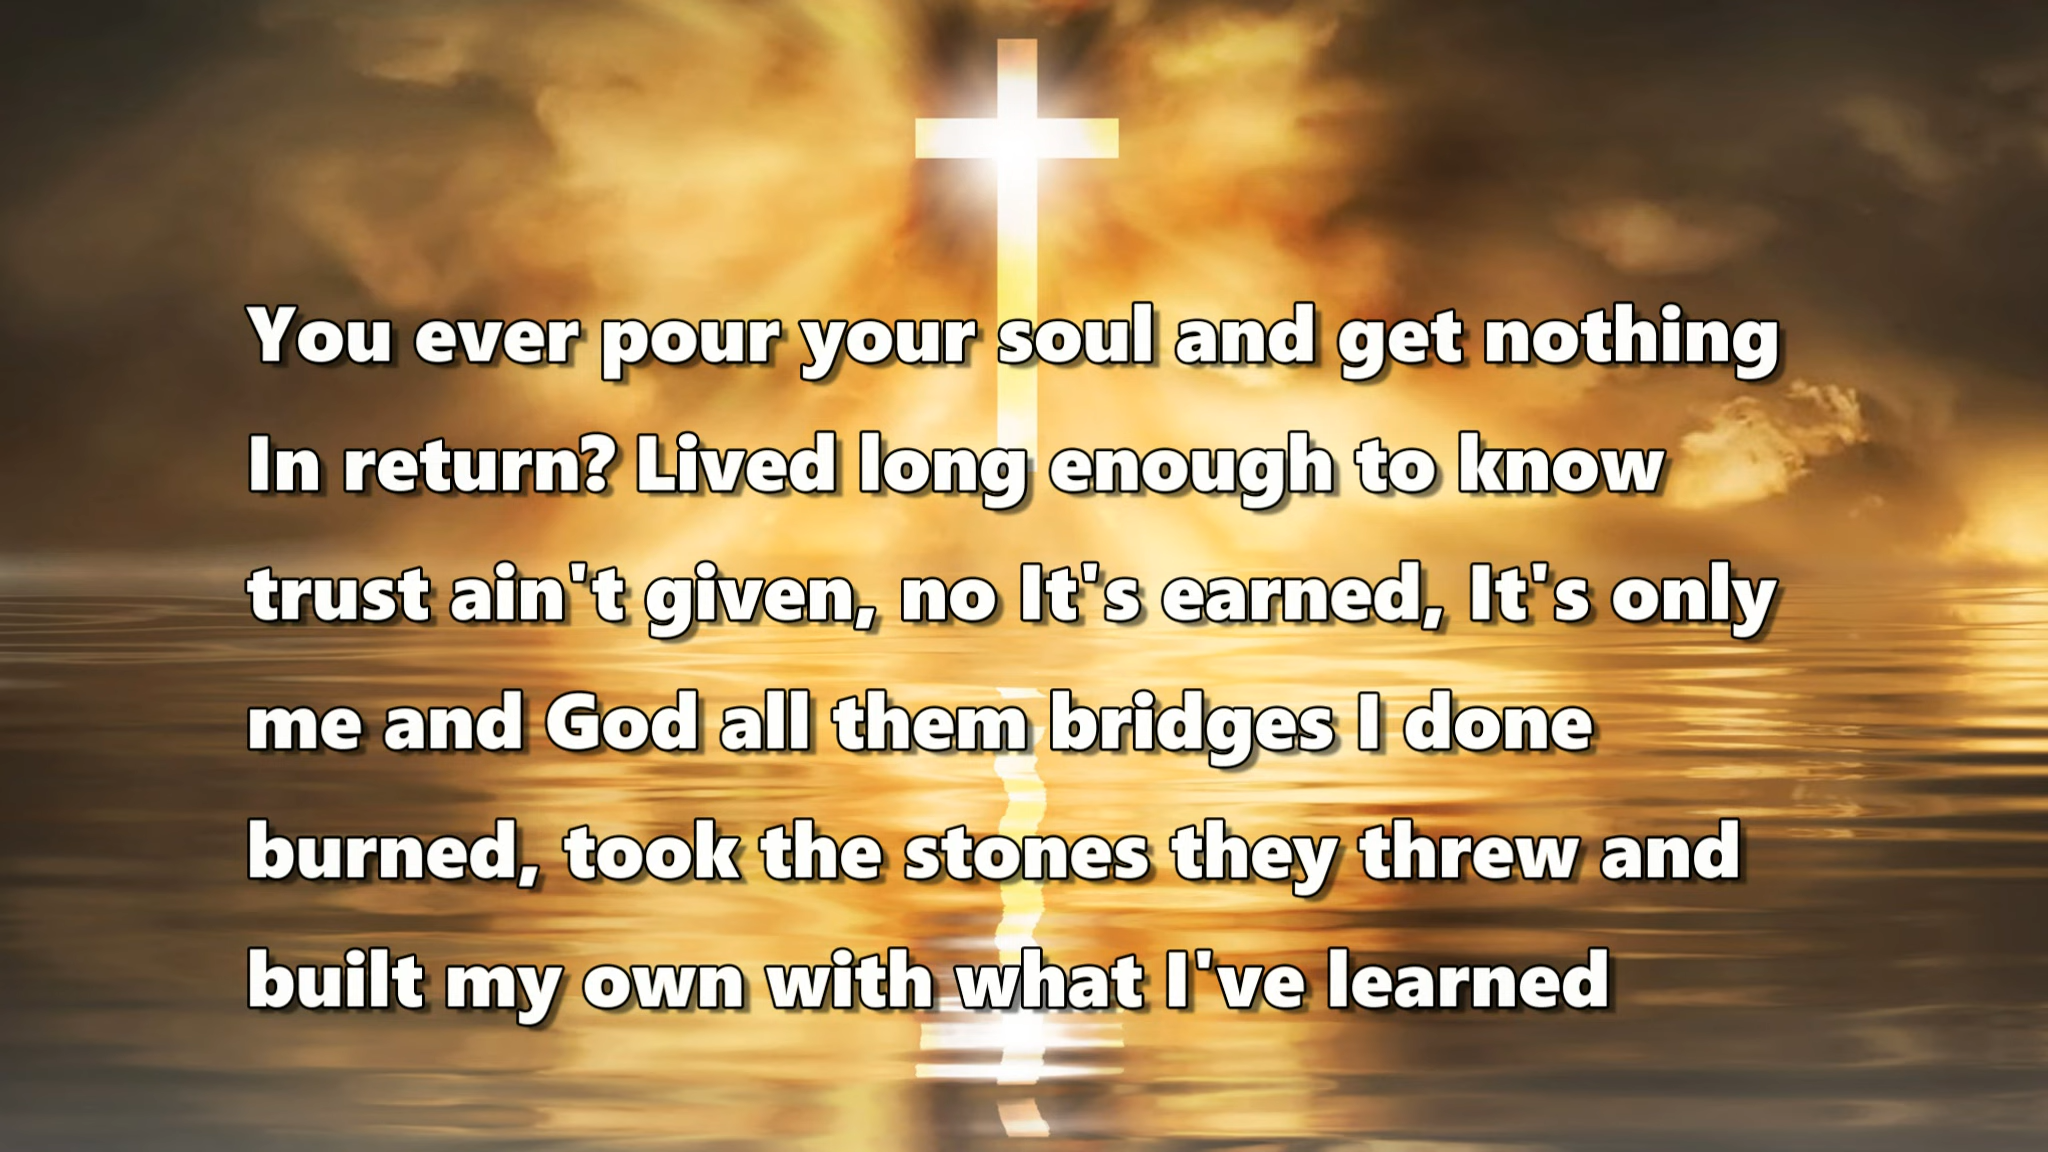 You ever pour your soul and get nothing
In return? Lived long enough to know
trust ain't given, no It's earned, It's only
me and God all them bridges I done
burned, took the stones they threw and
built my own with what I've learned